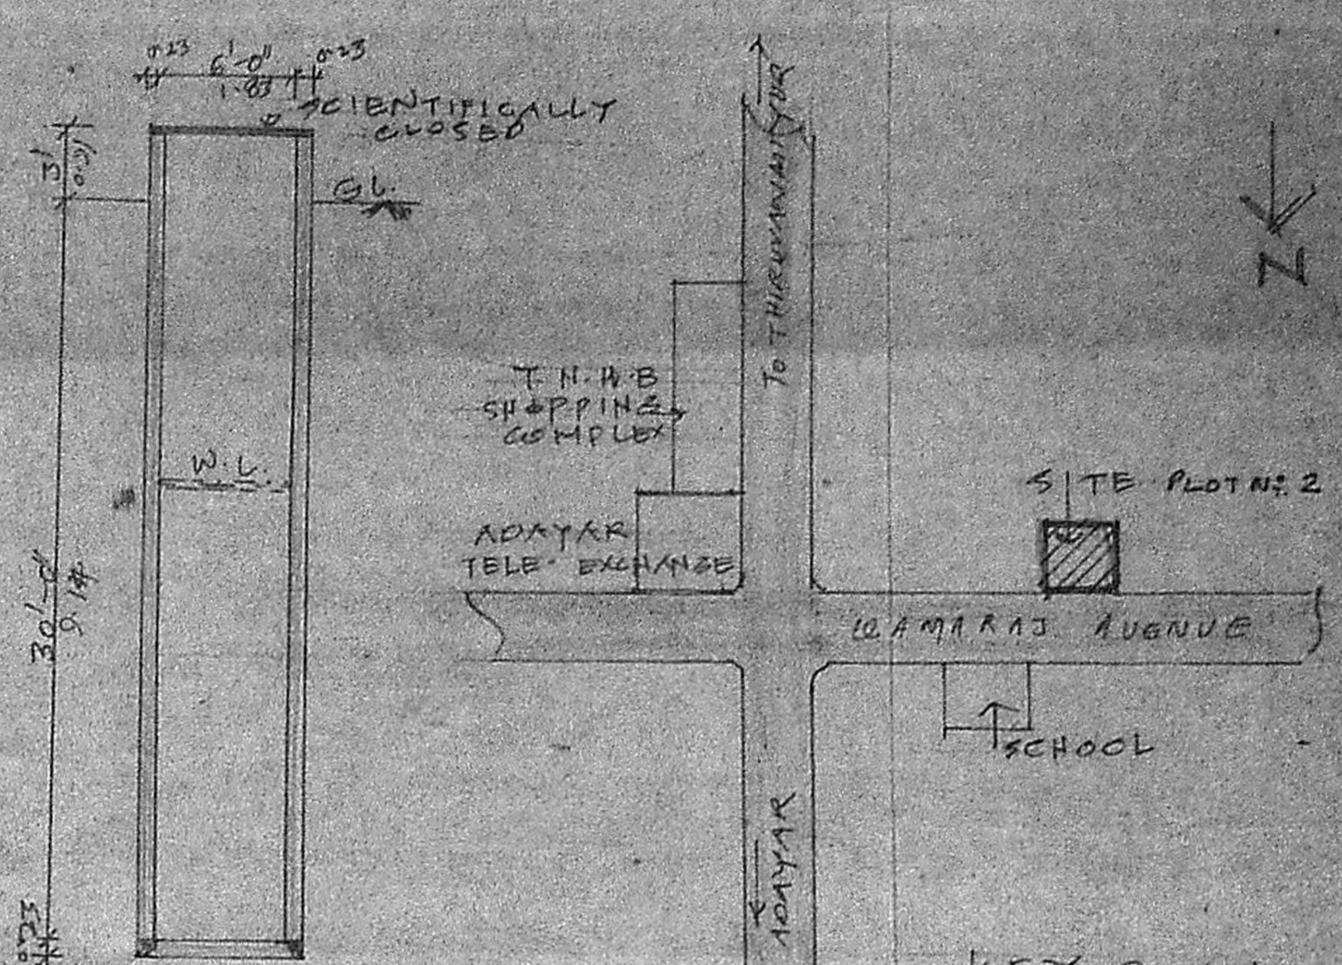 0.23 6'-0" 0.23
1.83
SCIENTIFICALLY
CLOSED
3'
G.L.
W.L.
30'-0"
9.14
0.23
TO THIRUVANMIYUR
T.N.H.B
SHOPPING
COMPLEX
ADAYAR
TELE-EXCHANGE
N
SITE PLOT No. 2
KAMARAJ AVENUE
SCHOOL
ADAYAR